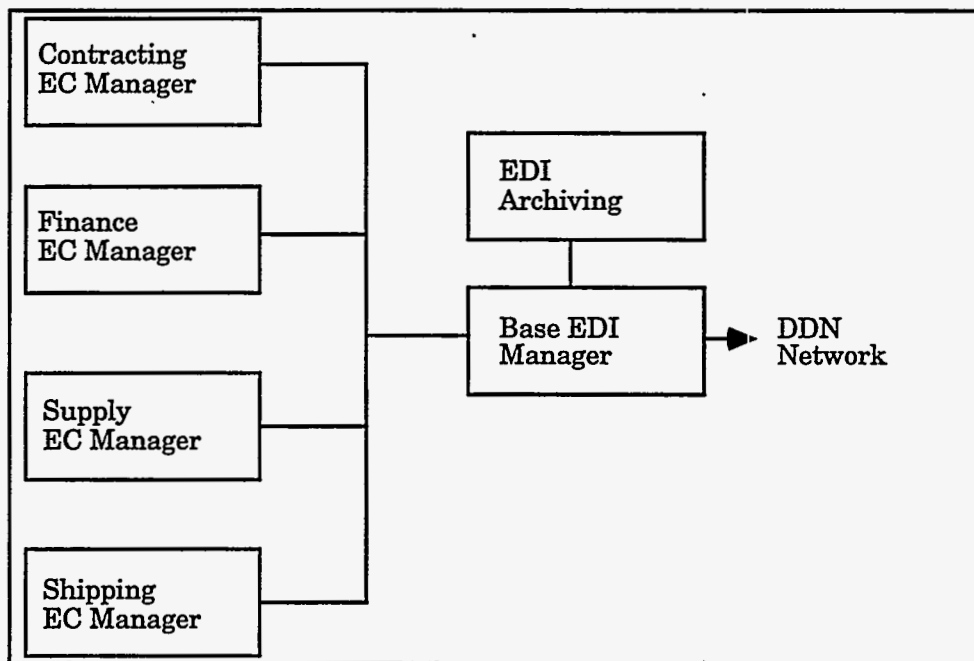 Contracting
EC Manager
Finance
EC Manager
Supply
EC Manager
Shipping
EC Manager
EDI
Archiving
Base EDI
Manager
DDN
Network